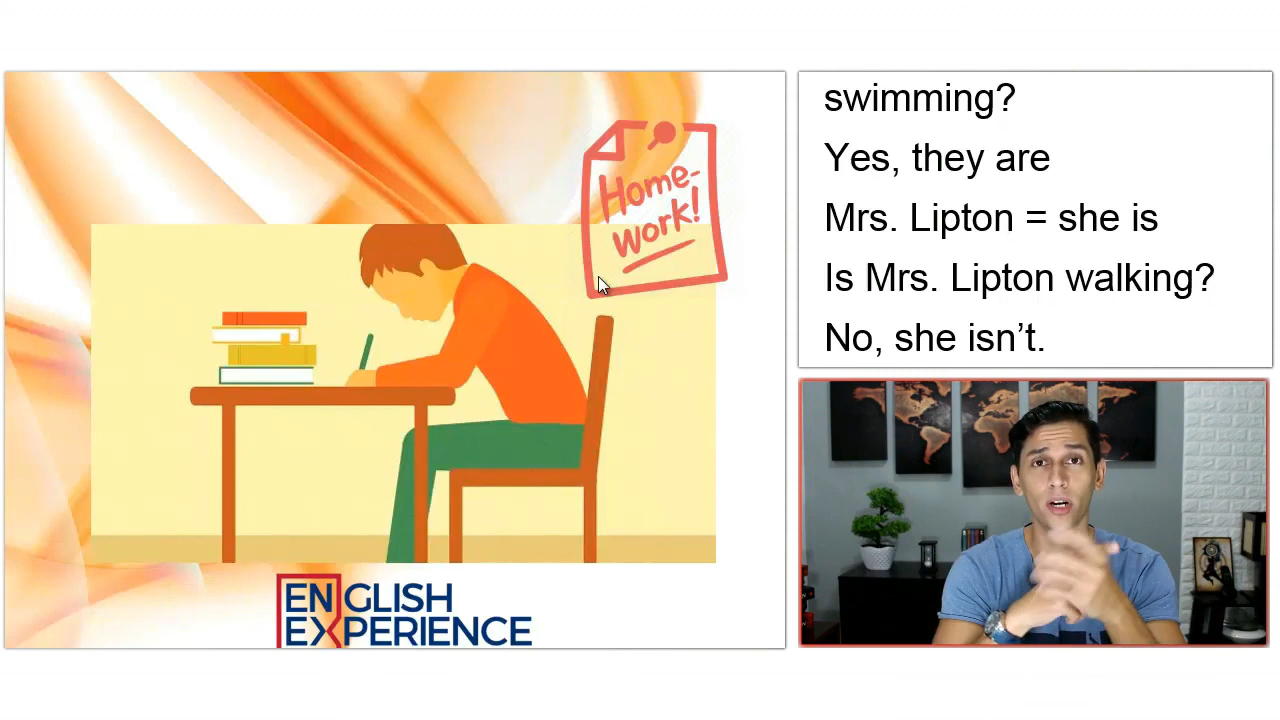 Home-
work!
ENGLISH
EXPERIENCE
swimming?
Yes, they are
Mrs. Lipton = she is
Is Mrs. Lipton walking?
No, she isn’t.